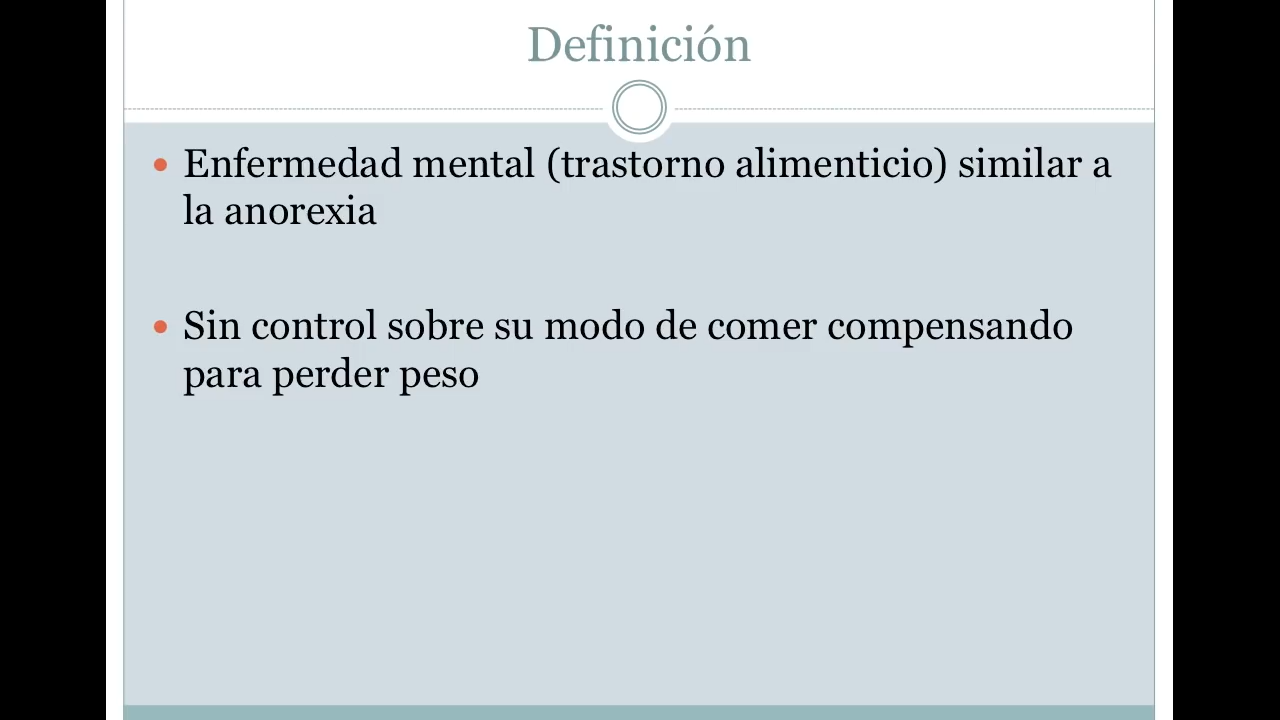 Definición
• Enfermedad mental (trastorno alimenticio) similar a
la anorexia
• Sin control sobre su modo de comer compensando
para perder peso